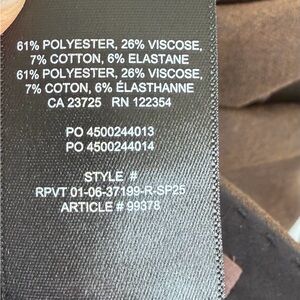 61% POLYESTER, 26% VISCOSE,
7% COTTON, 6% ELASTANE
61% POLYESTER, 26% VISCOSE,
7% COTON, 6% ÉLASTHANNE
CA 23725 RN 122354
PO 4500244013
PO 4500244014
STYLE #
RPVT 01-06-37199-R-SP25
ARTICLE # 99378